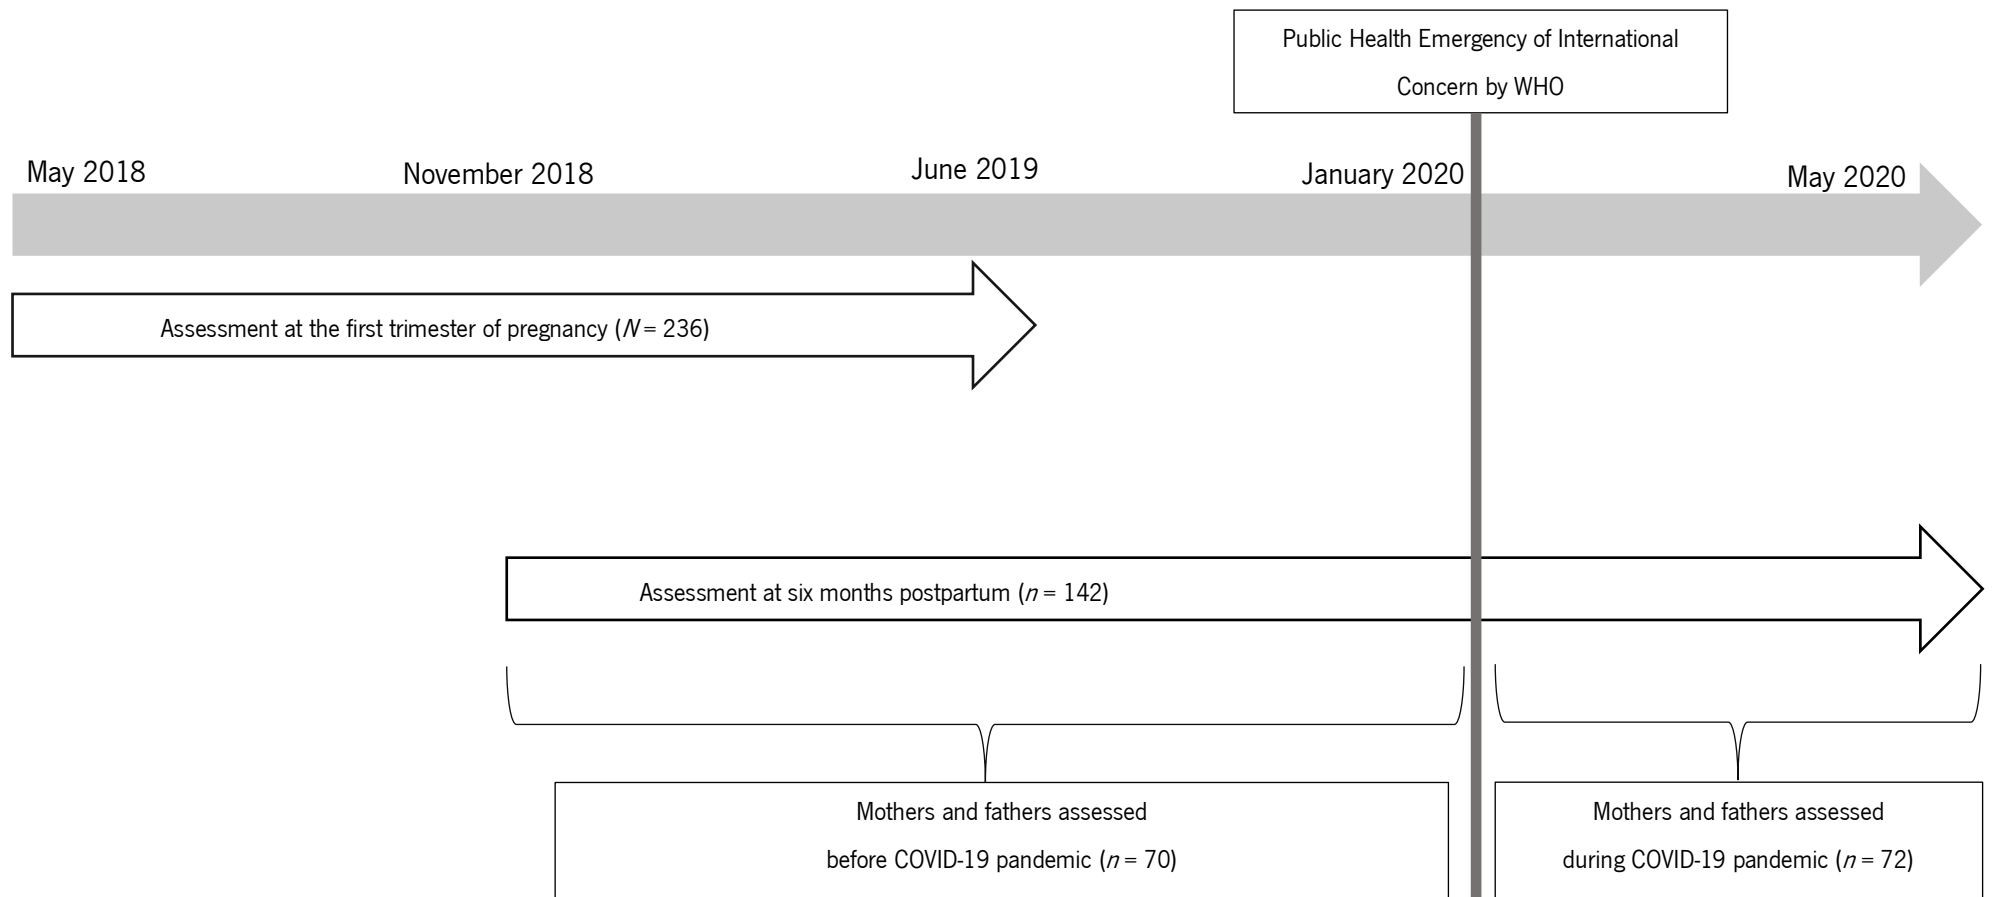 Public Health Emergency of International
Concern by WHO
May 2018
November 2018
June 2019
January 2020
May 2020
Assessment at the first trimester of pregnancy (N = 236)
Assessment at six months postpartum (n = 142)
Mothers and fathers assessed
before COVID-19 pandemic (n = 70)
Mothers and fathers assessed
during COVID-19 pandemic (n = 72)